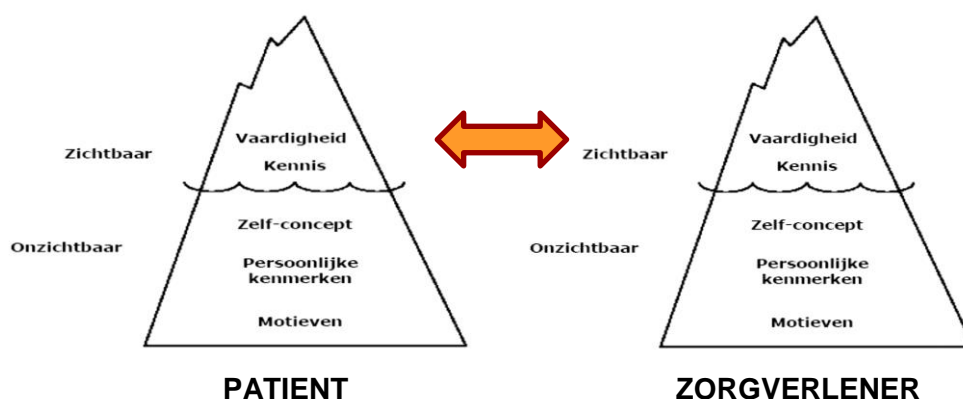 Vaardigheid
Zichtbaar
Kennis
Zelf-concept
Onzichtbaar
Persoonlijke
kenmerken
Motieven
PATIENT
Vaardigheid
Zichtbaar
Kennis
Zelf-concept
Onzichtbaar
Persoonlijke
kenmerken
Motieven
ZORGVERLENER